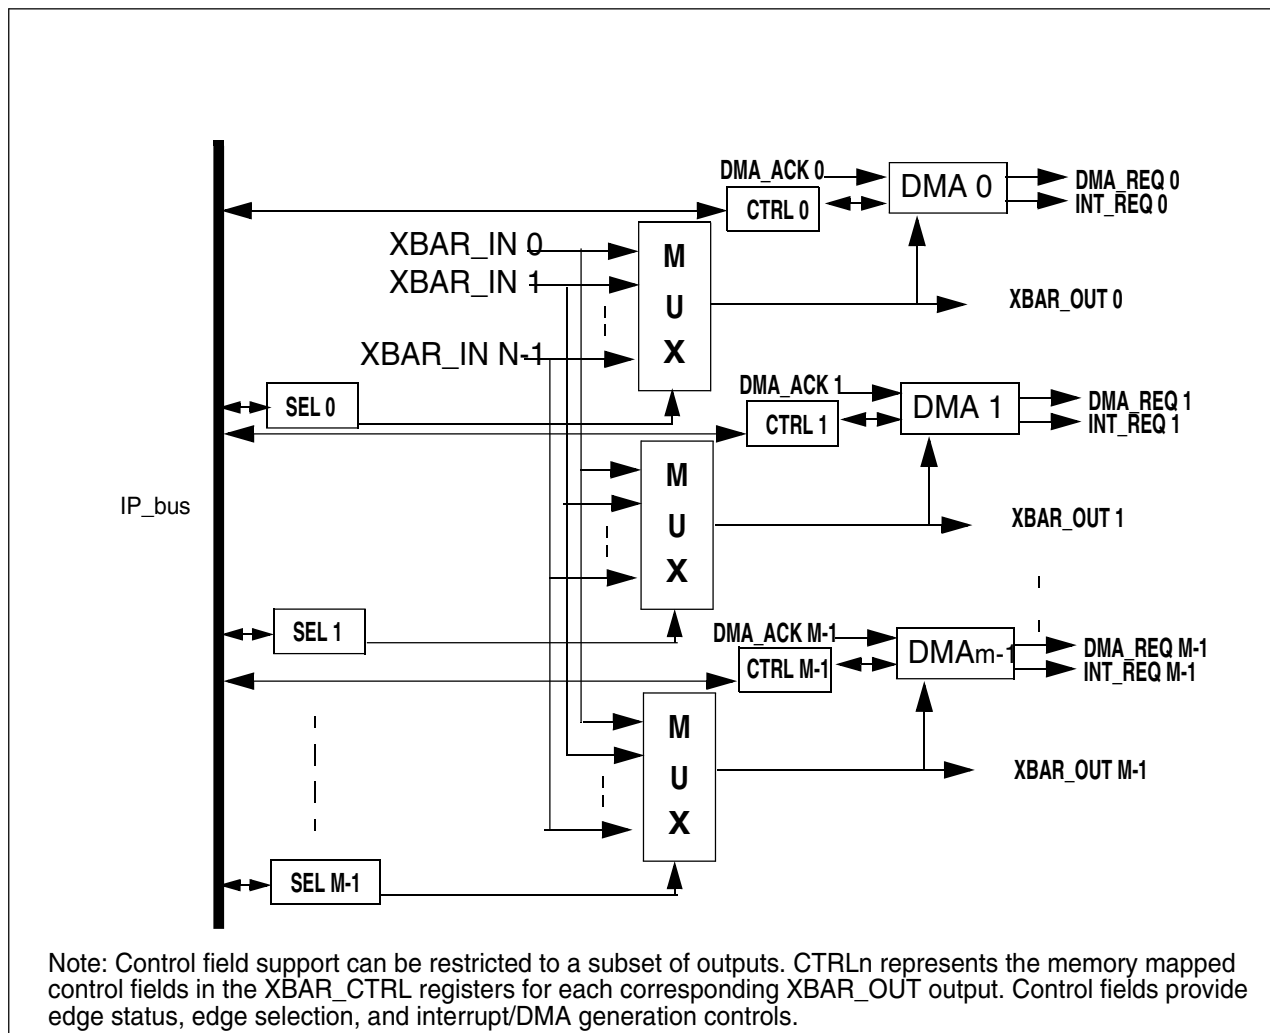 DMA_ACK 0
DMA 0
DMA_REQ 0
CTRL 0
INT_REQ 0
XBAR_IN 0
XBAR_IN 1
XBAR_IN N-1
M
U
X
XBAR_OUT 0
SEL 0
DMA_ACK 1
DMA 1
DMA_REQ 1
CTRL 1
INT_REQ 1
IP_bus
M
U
X
XBAR_OUT 1
SEL 1
DMA_ACK M-1
DMAm-1
DMA_REQ M-1
CTRL M-1
INT_REQ M-1
M
U
X
XBAR_OUT M-1
SEL M-1
Note: Control field support can be restricted to a subset of outputs. CTRLn represents the memory mapped
control fields in the XBAR_CTRL registers for each corresponding XBAR_OUT output. Control fields provide
edge status, edge selection, and interrupt/DMA generation controls.